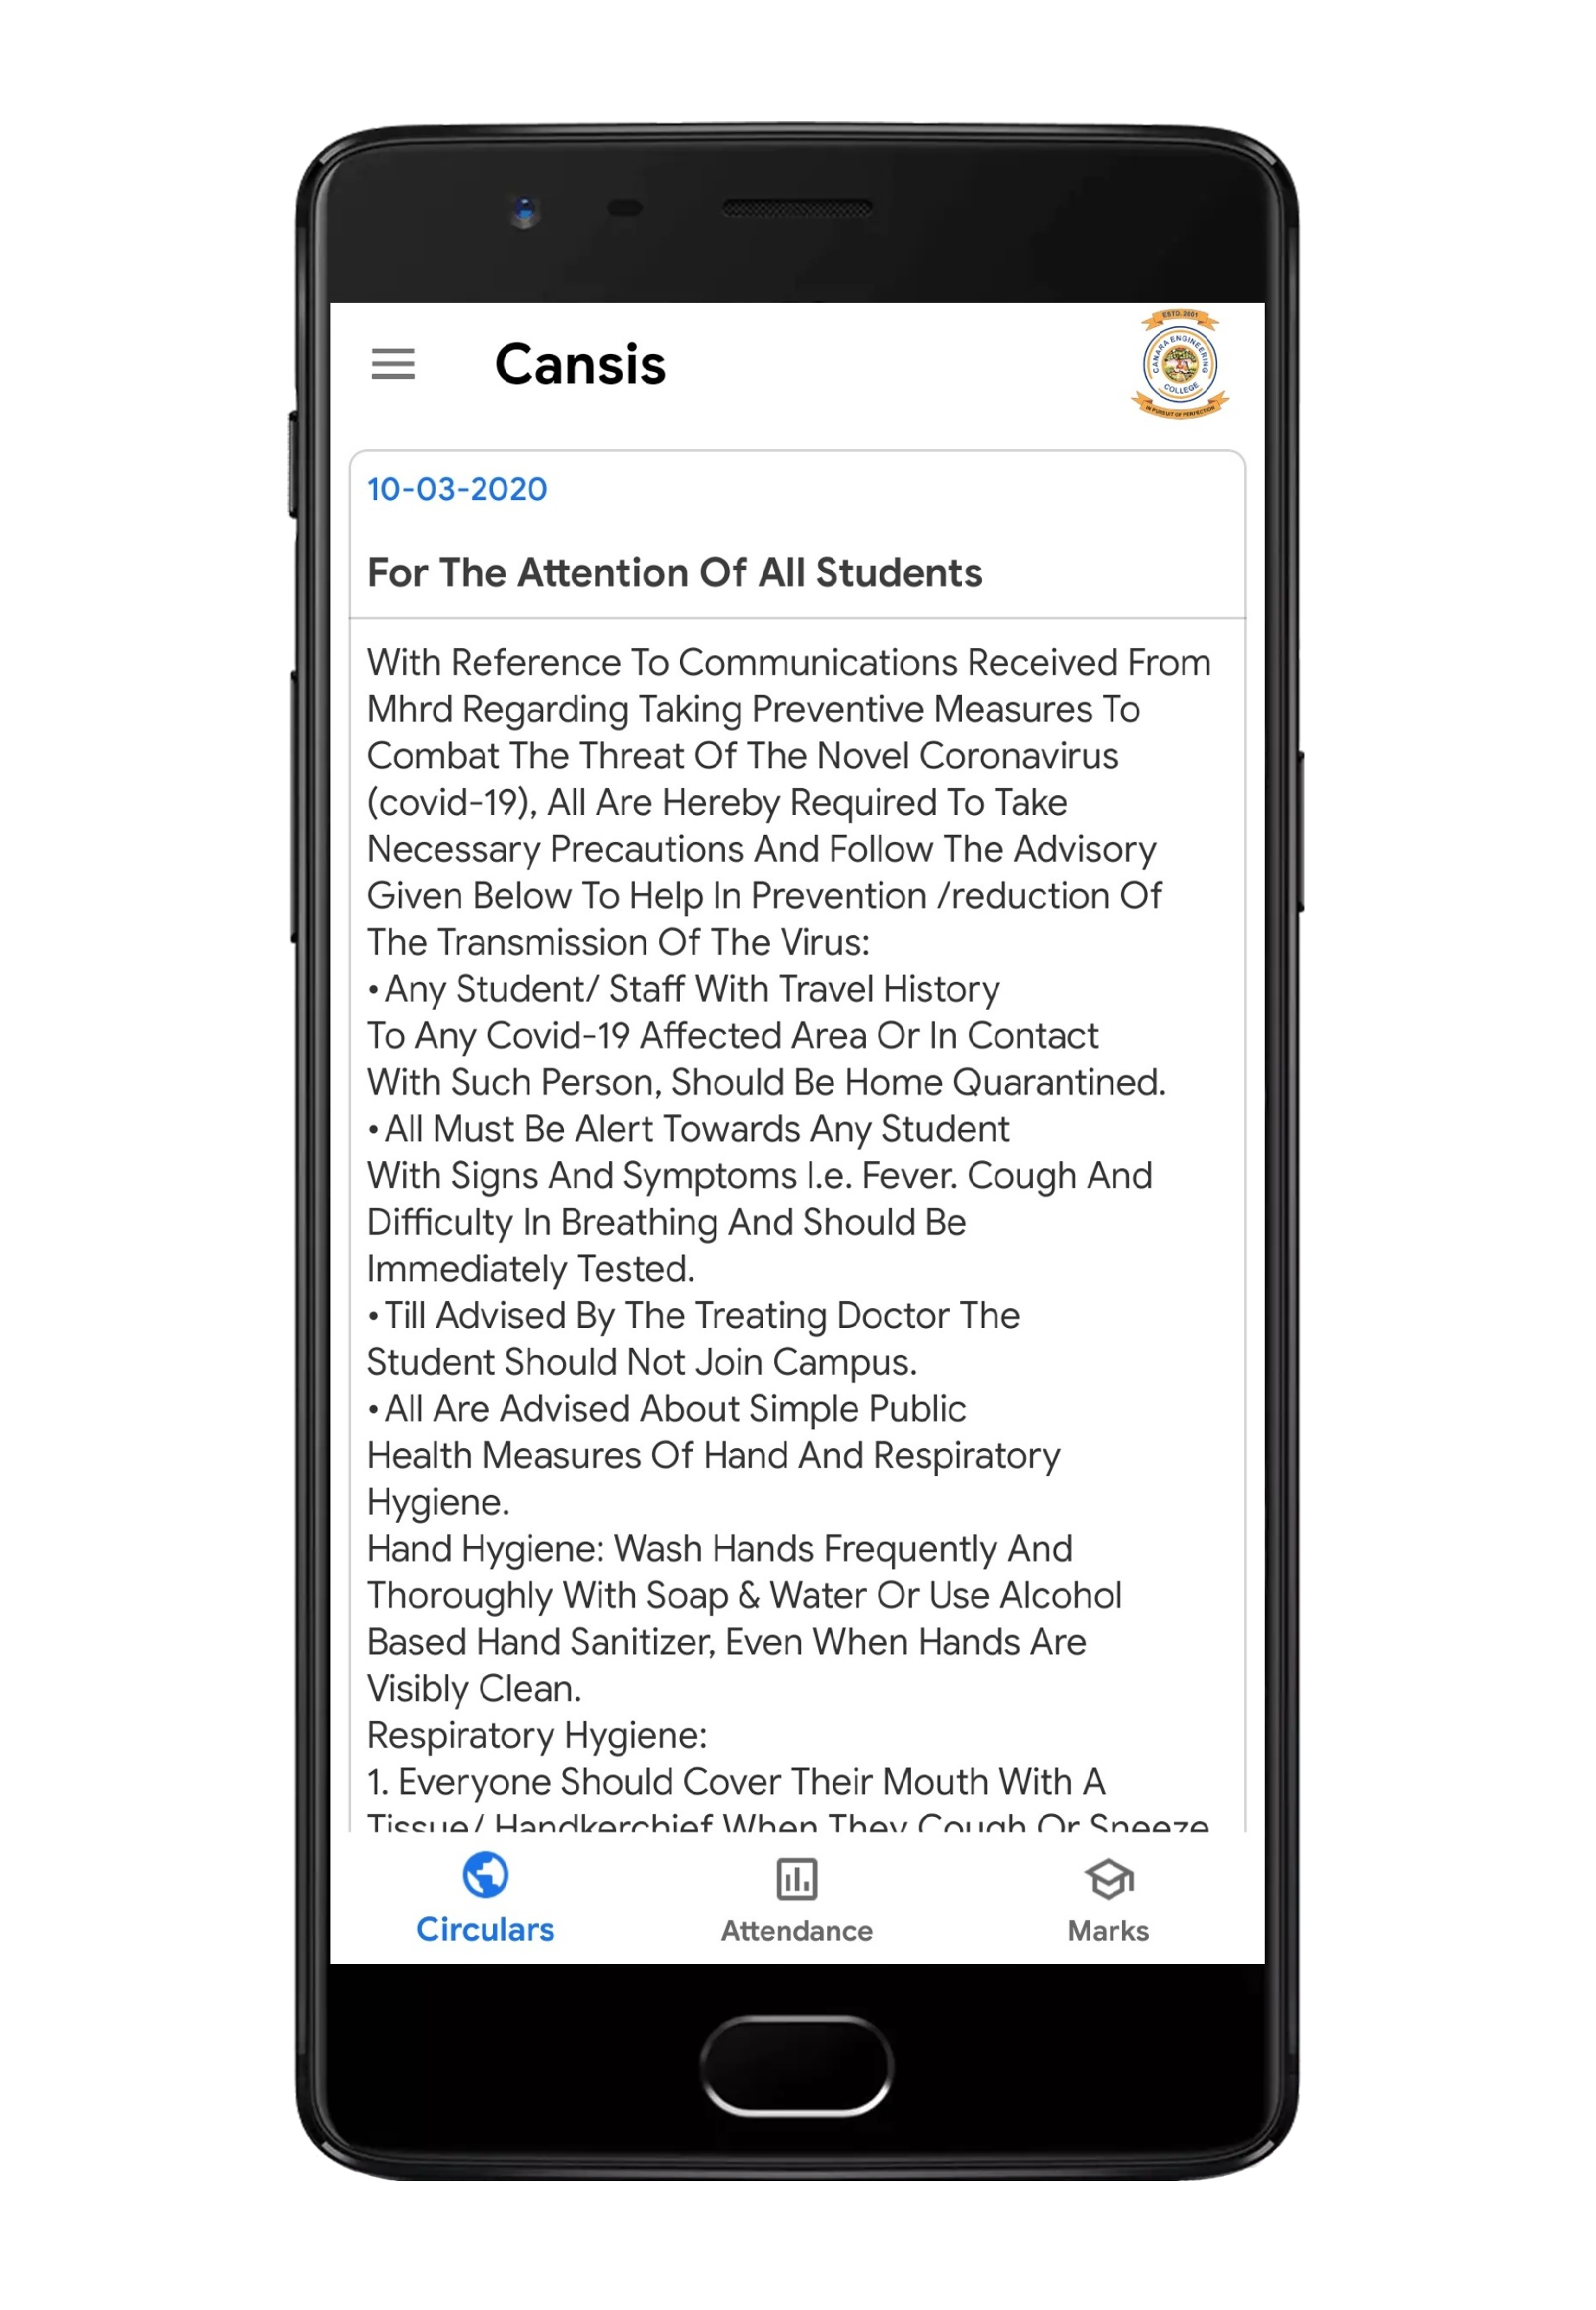 Cansis
ESTD. 2001
CANARA ENGINEERING
COLLEGE
IN PURSUIT OF PERFECTION
10-03-2020
For The Attention Of All Students
With Reference To Communications Received From
Mhrd Regarding Taking Preventive Measures To
Combat The Threat Of The Novel Coronavirus
(covid-19), All Are Hereby Required To Take
Necessary Precautions And Follow The Advisory
Given Below To Help In Prevention /reduction Of
The Transmission Of The Virus:
•Any Student/ Staff With Travel History
To Any Covid-19 Affected Area Or In Contact
With Such Person, Should Be Home Quarantined.
•All Must Be Alert Towards Any Student
With Signs And Symptoms I.e. Fever. Cough And
Difficulty In Breathing And Should Be
Immediately Tested.
•Till Advised By The Treating Doctor The
Student Should Not Join Campus.
•All Are Advised About Simple Public
Health Measures Of Hand And Respiratory
Hygiene.
Hand Hygiene: Wash Hands Frequently And
Thoroughly With Soap & Water Or Use Alcohol
Based Hand Sanitizer, Even When Hands Are
Visibly Clean.
Respiratory Hygiene:
1. Everyone Should Cover Their Mouth With A
Tissue/ Handkerchief When They Cough Or Sneeze
Circulars
Attendance
Marks